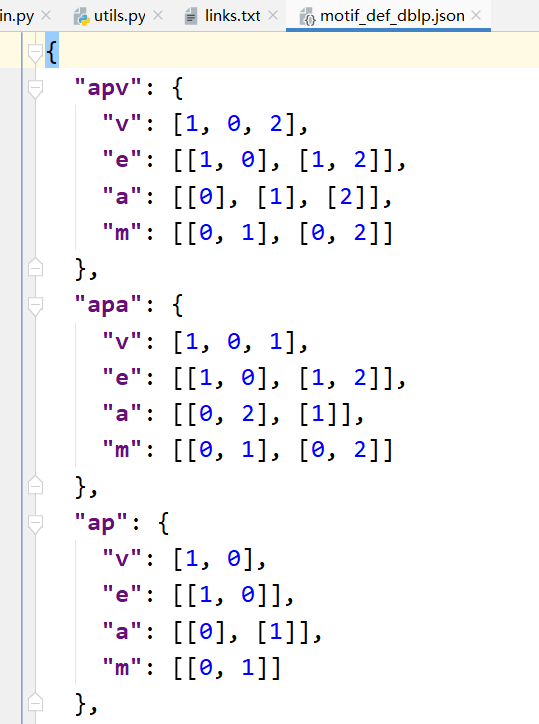 in.py utils.py links.txt motif_def_dblp.json
{
"apv": {
"v": [1, 0, 2],
"e": [[1, 0], [1, 2]],
"a": [[0], [1], [2]],
"m": [[0, 1], [0, 2]]
},
"apa": {
"v": [1, 0, 1],
"e": [[1, 0], [1, 2]],
"a": [[0, 2], [1]],
"m": [[0, 1], [0, 2]]
},
"ap": {
"v": [1, 0],
"e": [[1, 0]],
"a": [[0], [1]],
"m": [[0, 1]]
},